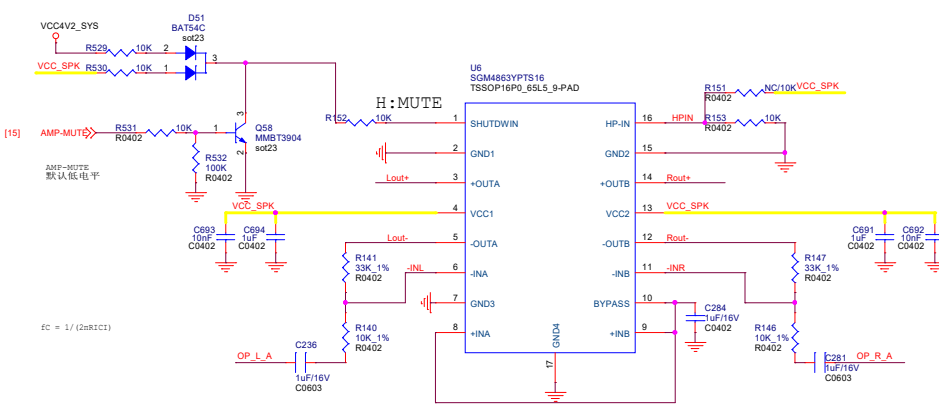 VCC4V2_SYS
D51
BAT54C
sot23
R529
10K
2
3
VCC_SPK
R530
10K
1
[15]
AMP-MUTE
R531
R0402
10K
1
3
2
Q58
MMBT3904
sot23
R532
100K
R0402
AMP-MUTE
默认低电平
H:MUTE
R152
10K
U6
SGM4863YPTS16
TSSOP16P0_65L5_9-PAD
1
SHUTDWIN
2
GND1
Lout+
3
+OUTA
VCC_SPK
4
VCC1
Lout-
5
-OUTA
-INL
6
-INA
7
GND3
8
+INA
GND4
17
HP-IN
16
HPIN
GND2
15
+OUTB
14
Rout+
VCC2
13
VCC_SPK
-OUTB
12
Rout-
-INB
11
-INR
BYPASS
10
+INB
9
R151
R0402
NC/10K
VCC_SPK
R153
R0402
10K
C693
10nF
C0402
C694
1uF
C0402
C691
1uF
C0402
C692
10nF
C0402
R141
33K_1%
R0402
R140
10K_1%
R0402
R147
33K_1%
R0402
R146
10K_1%
R0402
C284
1uF/16V
C0402
fC = 1/(2πRICI)
OP_L_A
C236
1uF/16V
C0603
C281
1uF/16V
C0603
OP_R_A